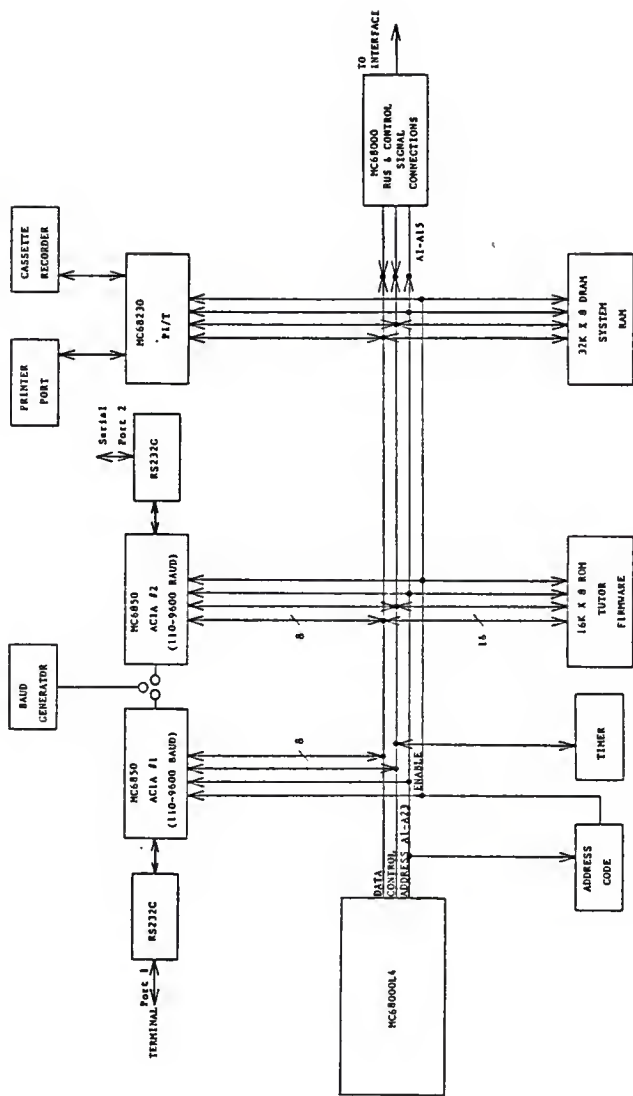 CASSETTE
RECORDER
PRINTER
PORT
MC68230
PI/T
Serial
Port 2
RS232C
BAUD
GENERATOR
MC6850
ACIA #2
(110-9600 BAUD)
MC6850
ACIA #1
(110-9600 BAUD)
RS232C
TERMINAL
Port 1
TO
INTERFACE
MC68000
BUS & CONTROL
SIGNAL
CONNECTIONS
A1-A15
8
8
16
DATA
CONTROL
ADDRESS A1-A23
ENABLE
MC68000L4
32K X 8 DRAM
SYSTEM
RAM
16K X 8 ROM
TUTOR
FIRMWARE
TIMER
ADDRESS
CODE